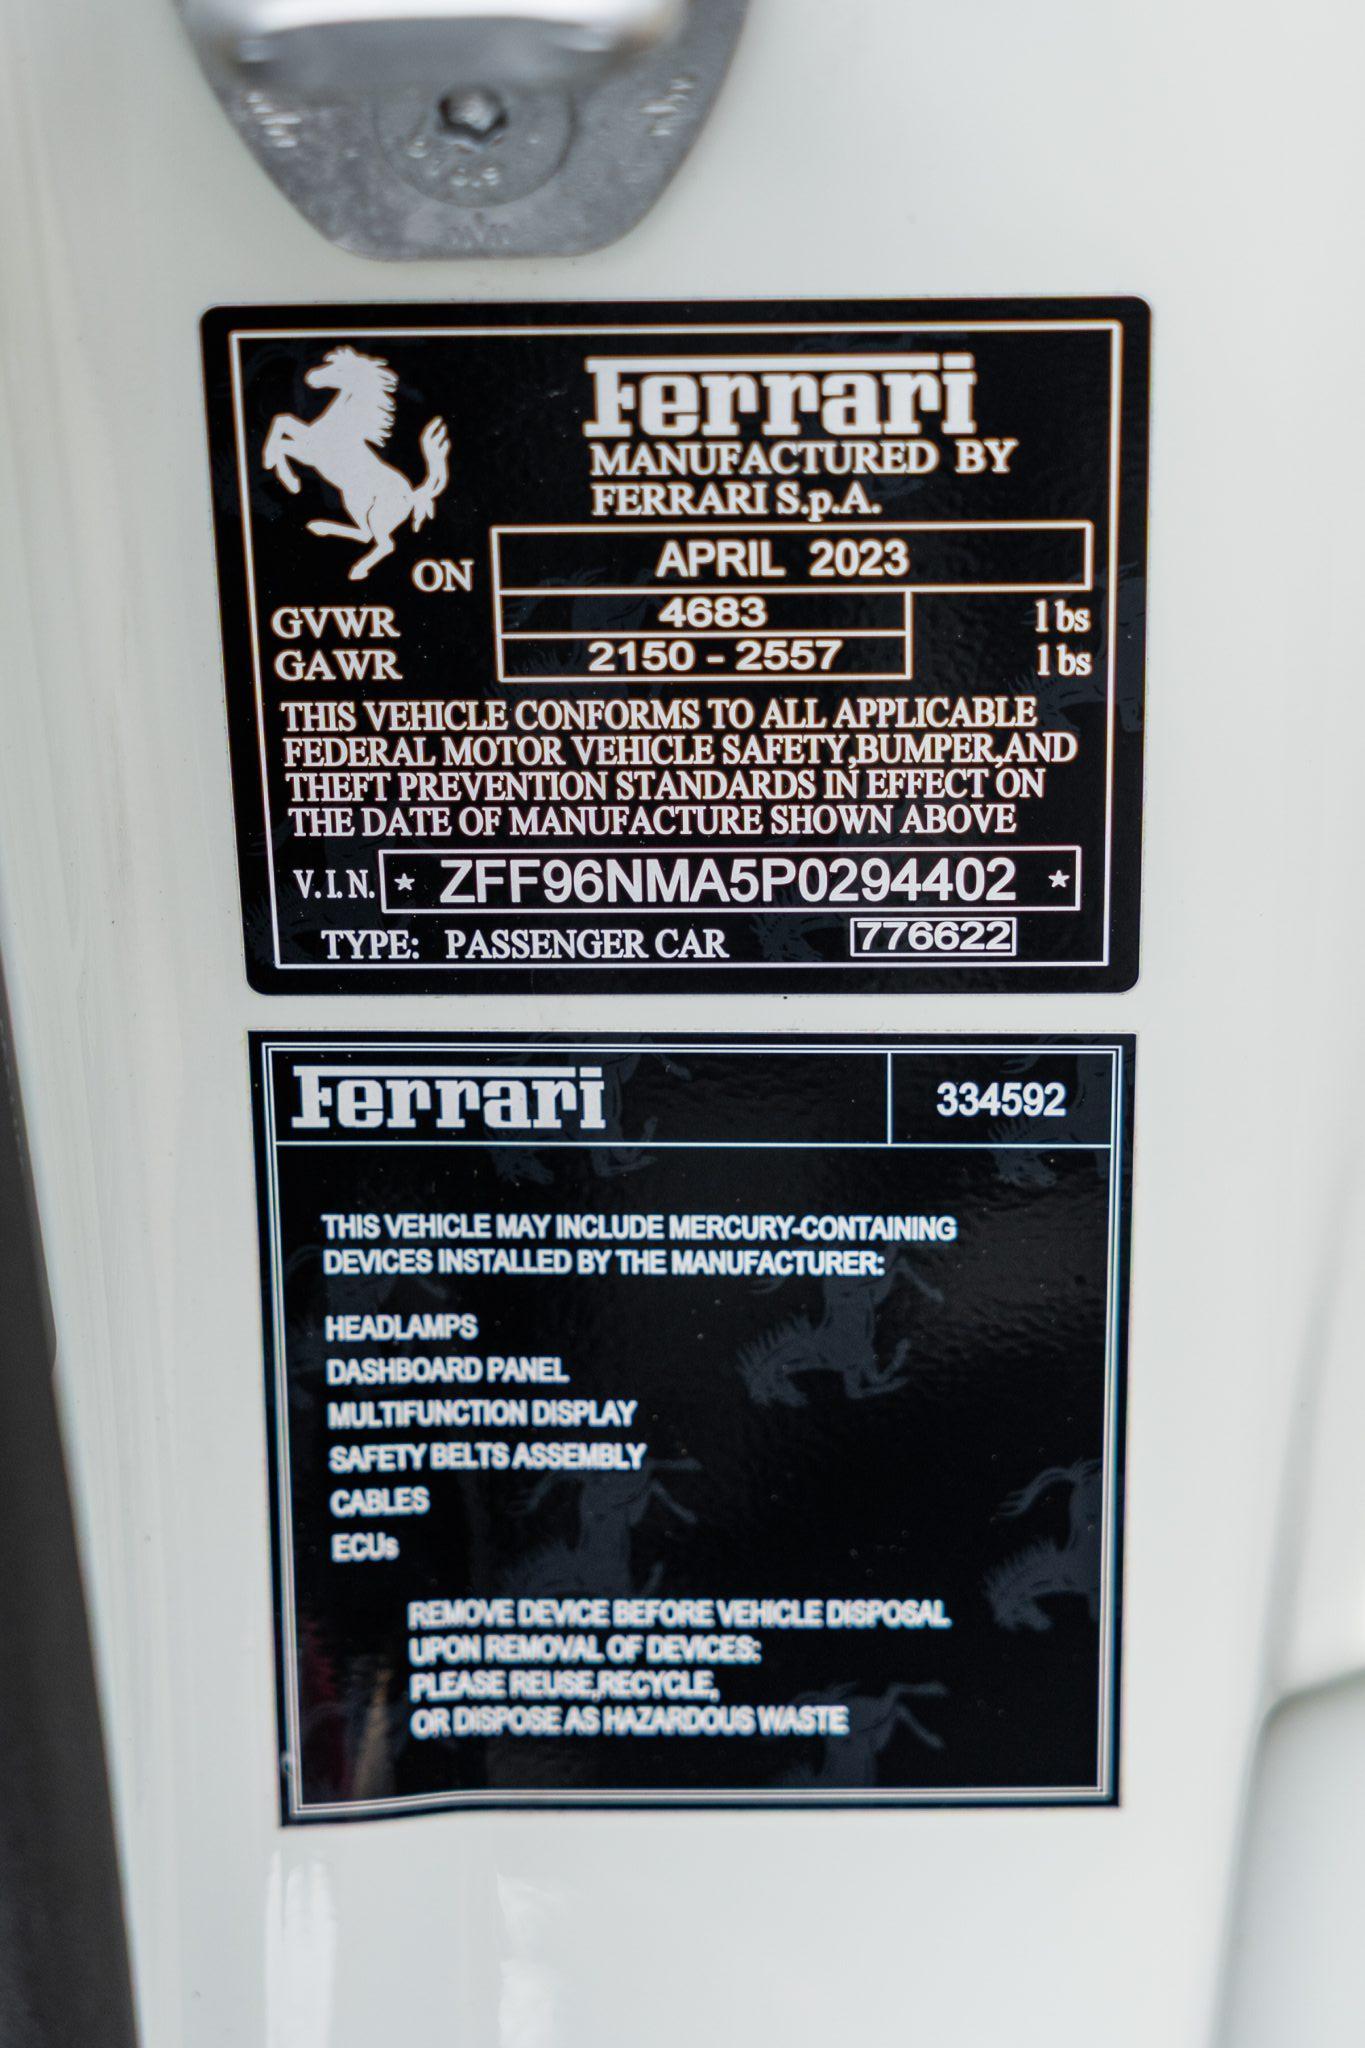 Ferrari
MANUFACTURED BY
FERRARI S.p.A.
ON APRIL 2023
GVWR 4683 lbs
GAWR 2150 - 2557 lbs
THIS VEHICLE CONFORMS TO ALL APPLICABLE
FEDERAL MOTOR VEHICLE SAFETY,BUMPER,AND
THEFT PREVENTION STANDARDS IN EFFECT ON
THE DATE OF MANUFACTURE SHOWN ABOVE
V.I.N. * ZFF96NMA5P0294402 *
TYPE: PASSENGER CAR 776622
Ferrari 334592
THIS VEHICLE MAY INCLUDE MERCURY-CONTAINING
DEVICES INSTALLED BY THE MANUFACTURER:
HEADLAMPS
DASHBOARD PANEL
MULTIFUNCTION DISPLAY
SAFETY BELTS ASSEMBLY
CABLES
ECUs
REMOVE DEVICE BEFORE VEHICLE DISPOSAL
UPON REMOVAL OF DEVICES:
PLEASE REUSE,RECYCLE,
OR DISPOSE AS HAZARDOUS WASTE